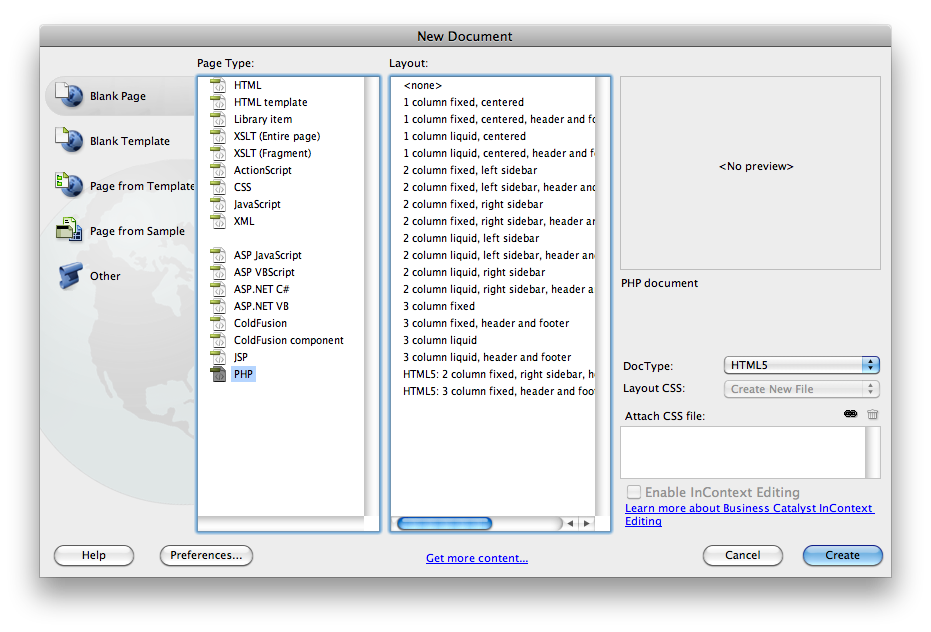 New Document
Blank Page
Blank Template
Page from Template
Page from Sample
Other
Page Type:
HTML
HTML template
Library item
XSLT (Entire page)
XSLT (Fragment)
ActionScript
CSS
JavaScript
XML
ASP JavaScript
ASP VBScript
ASP.NET C#
ASP.NET VB
ColdFusion
ColdFusion component
JSP
PHP
Layout:
<none>
1 column fixed, centered
1 column fixed, centered, header and fo
1 column liquid, centered
1 column liquid, centered, header and f
2 column fixed, left sidebar
2 column fixed, left sidebar, header and
2 column fixed, right sidebar
2 column fixed, right sidebar, header an
2 column liquid, left sidebar
2 column liquid, left sidebar, header an
2 column liquid, right sidebar
2 column liquid, right sidebar, header a
3 column fixed
3 column fixed, header and footer
3 column liquid
3 column liquid, header and footer
HTML5: 2 column fixed, right sidebar, h
HTML5: 3 column fixed, header and foo
<No preview>
PHP document
DocType: HTML5
Layout CSS: Create New File
Attach CSS file:
Enable InContext Editing
Learn more about Business Catalyst InContext
Editing
Help
Preferences...
Get more content...
Cancel
Create